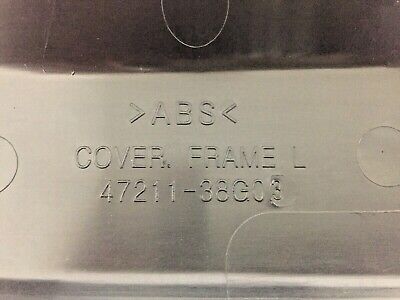 >ABS<
COVER, FRAME L
47211-38G03